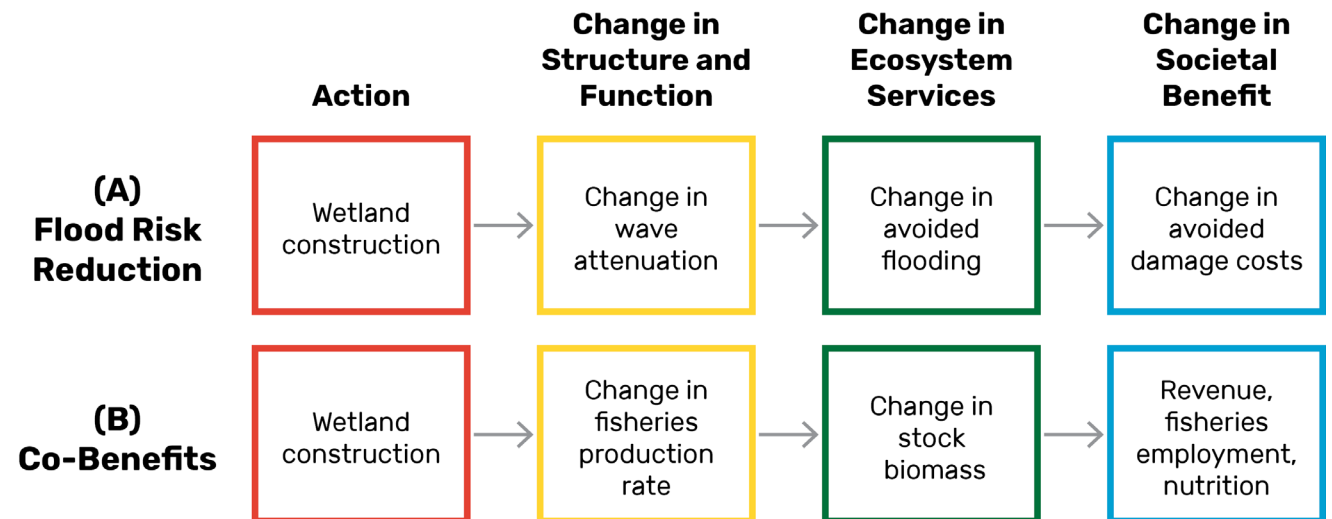 Action
Change in
Structure and
Function
Change in
Ecosystem
Services
Change in
Societal
Benefit
(A)
Flood Risk
Reduction
Wetland
construction
Change in
wave
attenuation
Change in
avoided
flooding
Change in
avoided
damage costs
(B)
Co-Benefits
Wetland
construction
Change in
fisheries
production
rate
Change in
stock
biomass
Revenue,
fisheries
employment,
nutrition